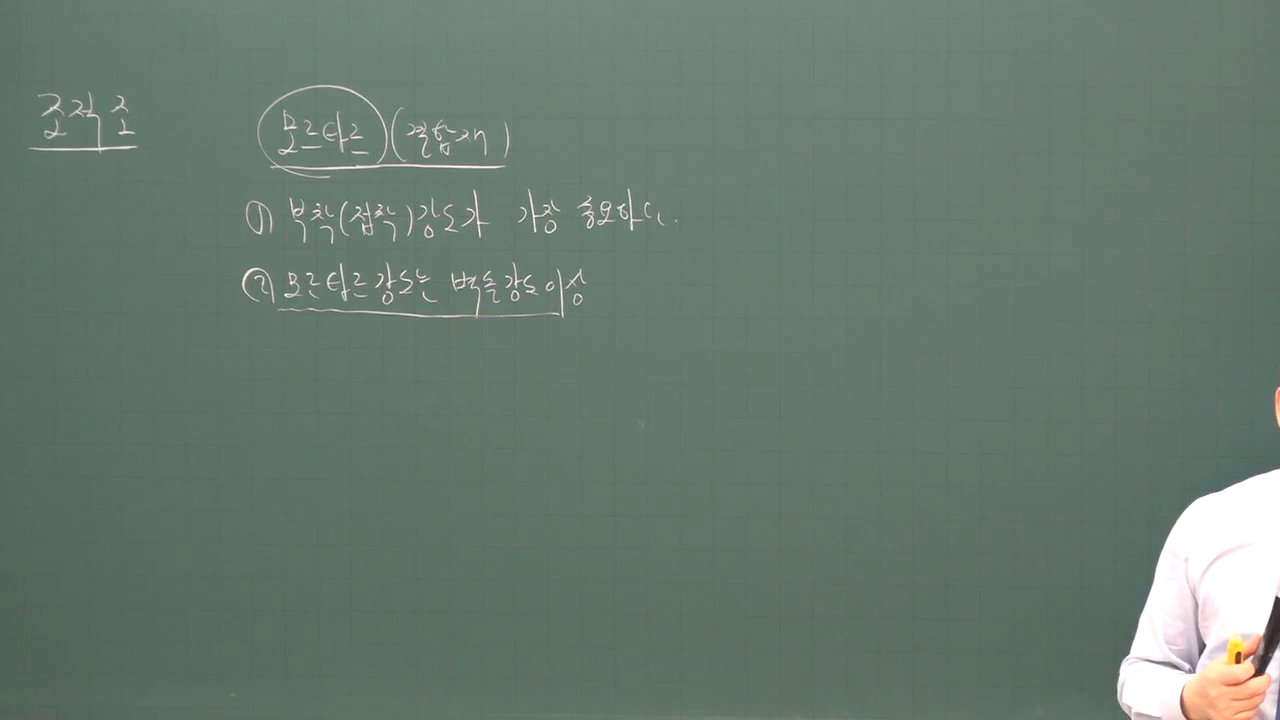 조적조
모르타르(결합재)
① 부착(접착)강도가 가장 중요하다.
② 모르타르강도는 벽돌강도이상